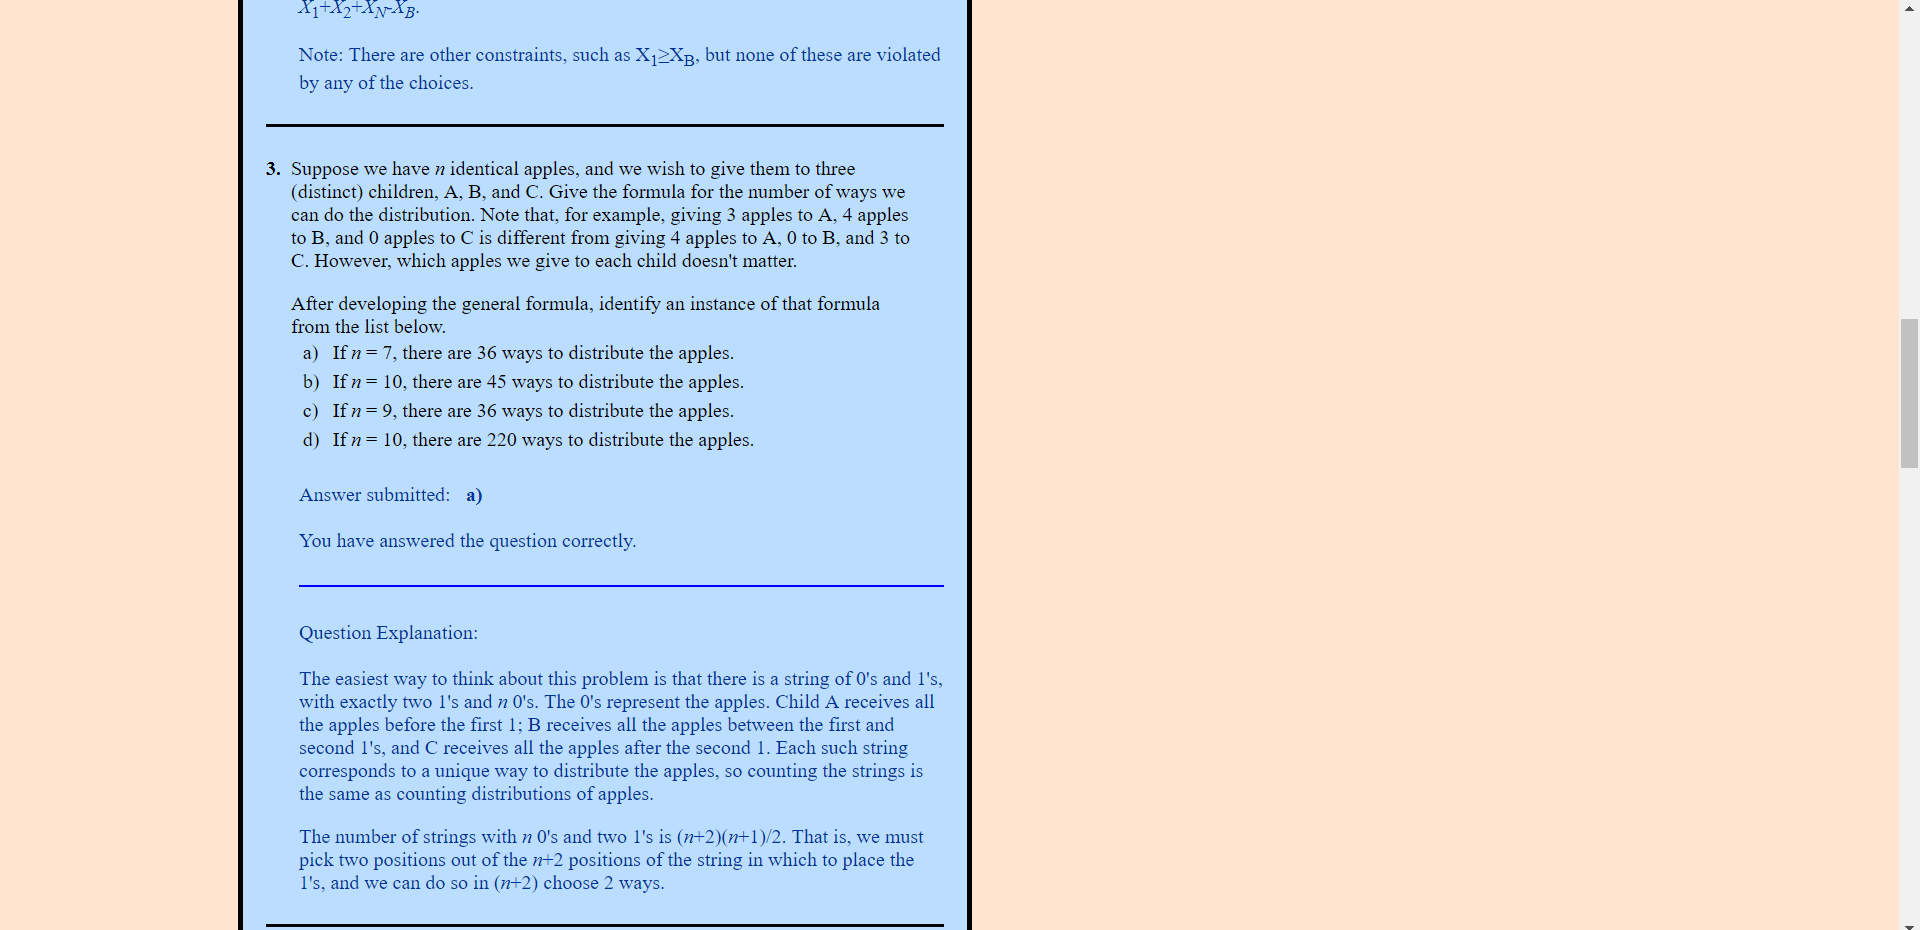 X₁+X₂+X_N-X_B.
Note: There are other constraints, such as X₁≥X_B, but none of these are violated
by any of the choices.
3. Suppose we have n identical apples, and we wish to give them to three
(distinct) children, A, B, and C. Give the formula for the number of ways we
can do the distribution. Note that, for example, giving 3 apples to A, 4 apples
to B, and 0 apples to C is different from giving 4 apples to A, 0 to B, and 3 to
C. However, which apples we give to each child doesn't matter.
After developing the general formula, identify an instance of that formula
from the list below.
a) If n = 7, there are 36 ways to distribute the apples.
b) If n = 10, there are 45 ways to distribute the apples.
c) If n = 9, there are 36 ways to distribute the apples.
d) If n = 10, there are 220 ways to distribute the apples.
Answer submitted: a)
You have answered the question correctly.
Question Explanation:
The easiest way to think about this problem is that there is a string of 0's and 1's,
with exactly two 1's and n 0's. The 0's represent the apples. Child A receives all
the apples before the first 1; B receives all the apples between the first and
second 1's, and C receives all the apples after the second 1. Each such string
corresponds to a unique way to distribute the apples, so counting the strings is
the same as counting distributions of apples.
The number of strings with n 0's and two 1's is (n+2)(n+1)/2. That is, we must
pick two positions out of the n+2 positions of the string in which to place the
1's, and we can do so in (n+2) choose 2 ways.